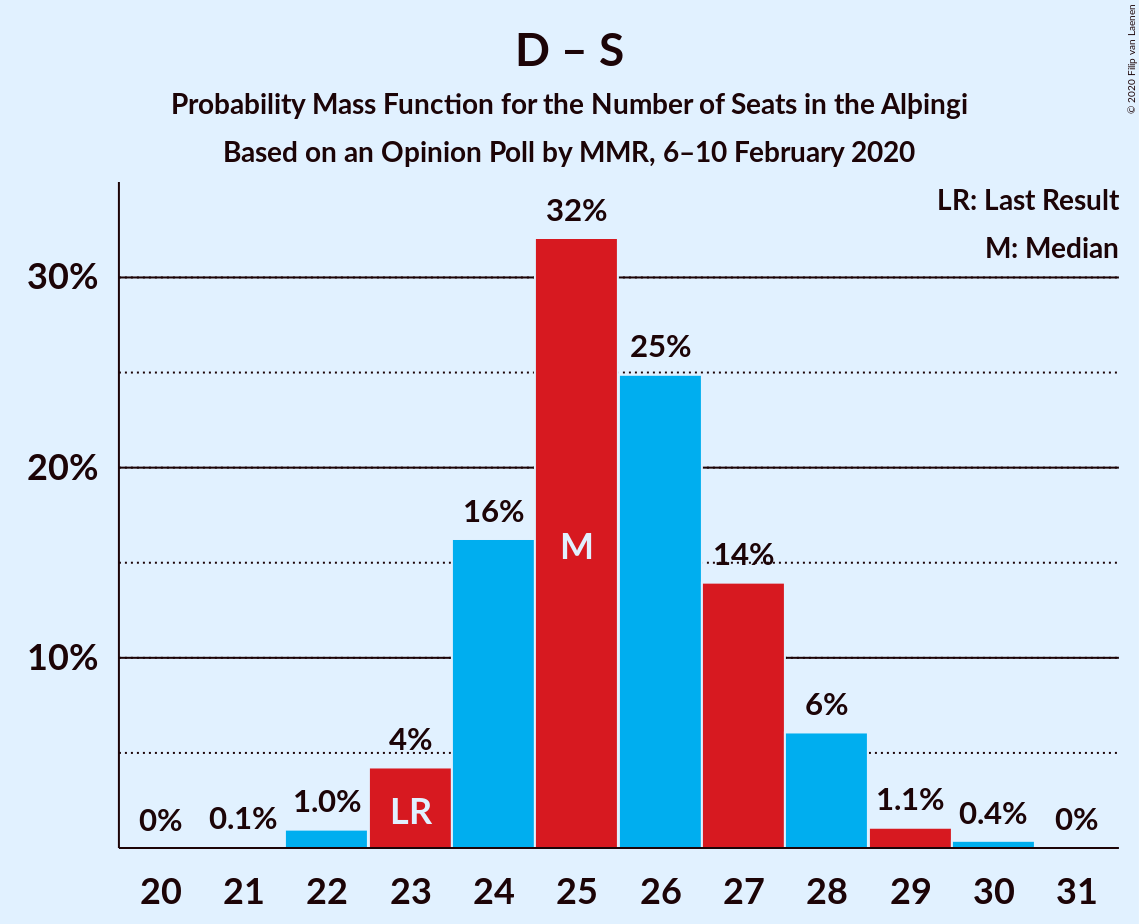 D – S
Probability Mass Function for the Number of Seats in the Alþingi
Based on an Opinion Poll by MMR, 6–10 February 2020
© 2020 Filip van Laenen
LR: Last Result
M: Median
32%
30%
25%
20%
16%
M
14%
10%
6%
4%
LR
0%
0.1%
1.0%
1.1%
0.4%
0%
20 21 22 23 24 25 26 27 28 29 30 31